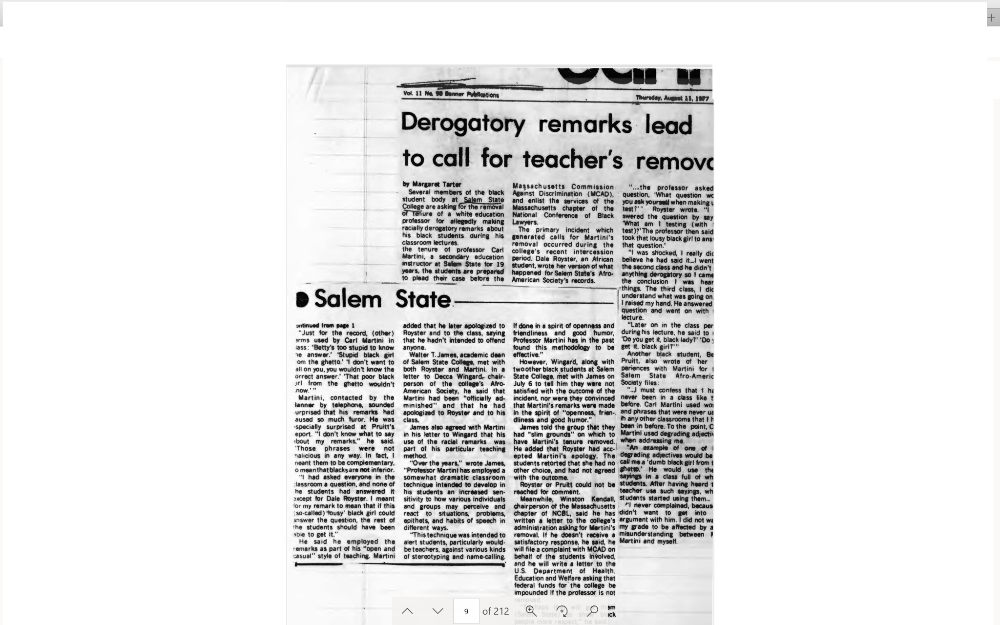 Vol. 11 No. 98 Banner Publications
Thursday, August 11, 1977
Derogatory remarks lead
to call for teacher's
by Margaret Tarter
Several members of the black
student body at Salem State
College are asking for the removal
of tenure of a white education
professor for allegedly making
racially derogatory remarks about
his black students during his
classroom lectures.
the tenure of professor Carl
Martini, a secondary education
instructor at Salem State for 19
years, the students are prepared
to plead their case before the
Massachusetts Commission
Against Discrimination (MCAD),
and enlist the services of the
Massachusetts chapter of the
National Conference of Black
Lawyers.
The primary incident which
generated calls for Martini's
removal occurred during the
college's recent intercession
period. Dale Royster, an African
student, wrote her version of what
happened for Salem State's Afro-
American Society's records.
"....the professor asked
question, 'What question
you ask yourself when making
test?'" Royster wrote. "I
swered the question by say
'What am I testing (with
test)?' The professor then said
took that lousy black girl to
that question.'
"I was shocked, I really
believe he had said it...I went
the second class and he didn't
anything derogatory so I came
the conclusion I was hear
things. The third class, I
understand what was going on,
I raised my hand. He answered
question and went on with
lecture.
"Later on in the class per
during his lecture, he said to
'Do you get it, black lady?' 'Do
get it, black girl?'"
Another black student,
Pruitt, also wrote of her
periences with Martini for
Salem State
Society files:
"...I must confess that I
never been in a class like
before. Carl Martini used
and phrases that were never
in any other classrooms that I
been in before. To the point,
Martini used degrading
when addressing me.
"An example of one of
degrading adjectives would be
call me a 'dumb black girl from
ghetto.' He would use
sayings in a class full of
students. After having heard
teacher use such sayings,
students started using them...
"I never complained,
didn't want to get into
argument with him. I did not
my grade to be affected by a
misunderstanding between
Martini and myself.
Salem State
ontinued from page 1
"Just for the record, (other)
erms used by Carl Martini in
lass: 'Betty's too stupid to know
he answer.' 'Stupid black girl
om the ghetto.' 'I don't want to
all on you, you wouldn't know the
orrect answer.' 'That poor black
irl from the ghetto wouldn't
now.'"
Martini, contacted by the
anner by telephone, sounded
urprised that his remarks had
aused so much furor. He was
specially surprised at Pruitt's
eport. "I don't know what to say
bout my remarks," he said.
'Those phrases were not
malicious in any way. In fact, I
meant them to be complementary,
o mean that blacks are not inferior.
"I had asked everyone in the
classroom a question, and none of
the students had answered it
except for Dale Royster. I meant
for my remark to mean that if this
(so-called) 'lousy' black girl could
answer the question, the rest of
the students should have been
able to get it."
He said he employed the
remarks as part of his "open and
casual" style of teaching. Martini
added that he later apologized to
Royster and to the class, saying
that he hadn't intended to offend
anyone.
Walter T. James, academic dean
of Salem State College, met with
both Royster and Martini. In a
letter to Decca Wingard, chair-
person of the college's Afro-
American Society, he said that
Martini had been "officially ad-
minished" and that he had
apologized to Royster and to his
class.
James also agreed with Martini
in his letter to Wingard that his
use of the racial remarks was
part of his particular teaching
method.
"Over the years," wrote James,
"Professor Martini has employed a
somewhat dramatic classroom
technique intended to develop in
his students an increased sen-
sitivity to how various individuals
and groups may perceive and
react to situations, problems,
epithets, and habits of speech in
different ways.
"This technique was intended to
alert students, particularly would-
be teachers, against various kinds
of stereotyping and name-calling.
If done in a spirit of openness and
friendliness and good humor,
Professor Martini has in the past
found this methodology to be
effective."
However, Wingard, along with
two other black students at Salem
State College, met with James on
July 6 to tell him they were not
satisfied with the outcome of the
incident, nor were they convinced
that Martini's remarks were made
in the spirit of "openness, frien-
dliness and good humor."
James told the group that they
had "slim grounds" on which to
have Martini's tenure removed.
He added that Royster had acc-
epted Martini's apology. The
students retorted that she had no
other choice, and had not agreed
with the outcome.
Royster or Pruitt could not be
reached for comment.
Meanwhile, Winston Kendall,
chairperson of the Massachusetts
chapter of NCBL, said he has
written a letter to the college's
administration asking for Martini's
removal. If he doesn't receive a
satisfactory response, he said, he
will file a complaint with MCAD on
behalf of the students involved,
and he will write a letter to the
U.S. Department of Health,
Education and Welfare asking that
federal funds for the college be
impounded if the professor is not
removed.
"Perhaps
(Salem State) to show black
people more respect," he said.
9 of 212